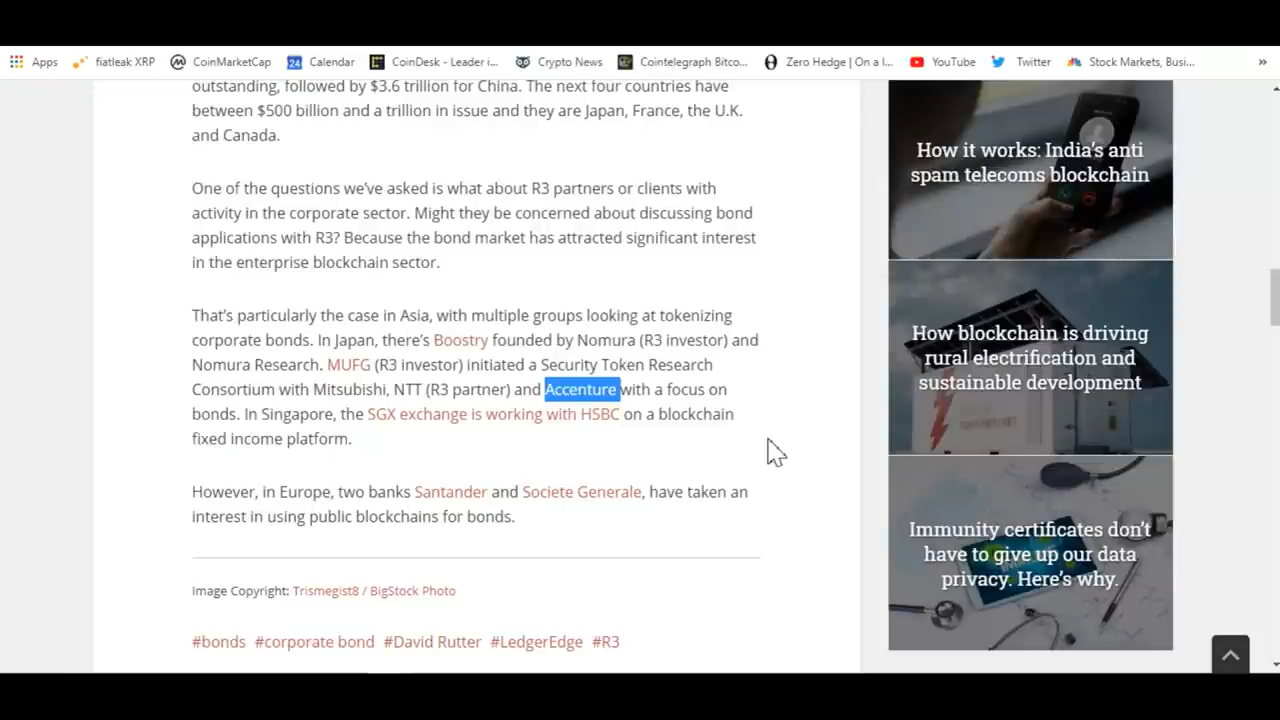 Apps fiatleak XRP CoinMarketCap 24 Calendar CoinDesk - Leader i... Crypto News Cointelegraph Bitco... Zero Hedge | On a l... YouTube Twitter Stock Markets, Busi... »
outstanding, followed by $3.6 trillion for China. The next four countries have
between $500 billion and a trillion in issue and they are Japan, France, the U.K.
and Canada.
One of the questions we've asked is what about R3 partners or clients with
activity in the corporate sector. Might they be concerned about discussing bond
applications with R3? Because the bond market has attracted significant interest
in the enterprise blockchain sector.
That's particularly the case in Asia, with multiple groups looking at tokenizing
corporate bonds. In Japan, there's Boostry founded by Nomura (R3 investor) and
Nomura Research. MUFG (R3 investor) initiated a Security Token Research
Consortium with Mitsubishi, NTT (R3 partner) and Accenture with a focus on
bonds. In Singapore, the SGX exchange is working with HSBC on a blockchain
fixed income platform.
However, in Europe, two banks Santander and Societe Generale, have taken an
interest in using public blockchains for bonds.
Image Copyright: Trismegist8 / BigStock Photo
#bonds #corporate bond #David Rutter #LedgerEdge #R3
How it works: India's anti
spam telecoms blockchain
How blockchain is driving
rural electrification and
sustainable development
Immunity certificates don't
have to give up our data
privacy. Here's why.